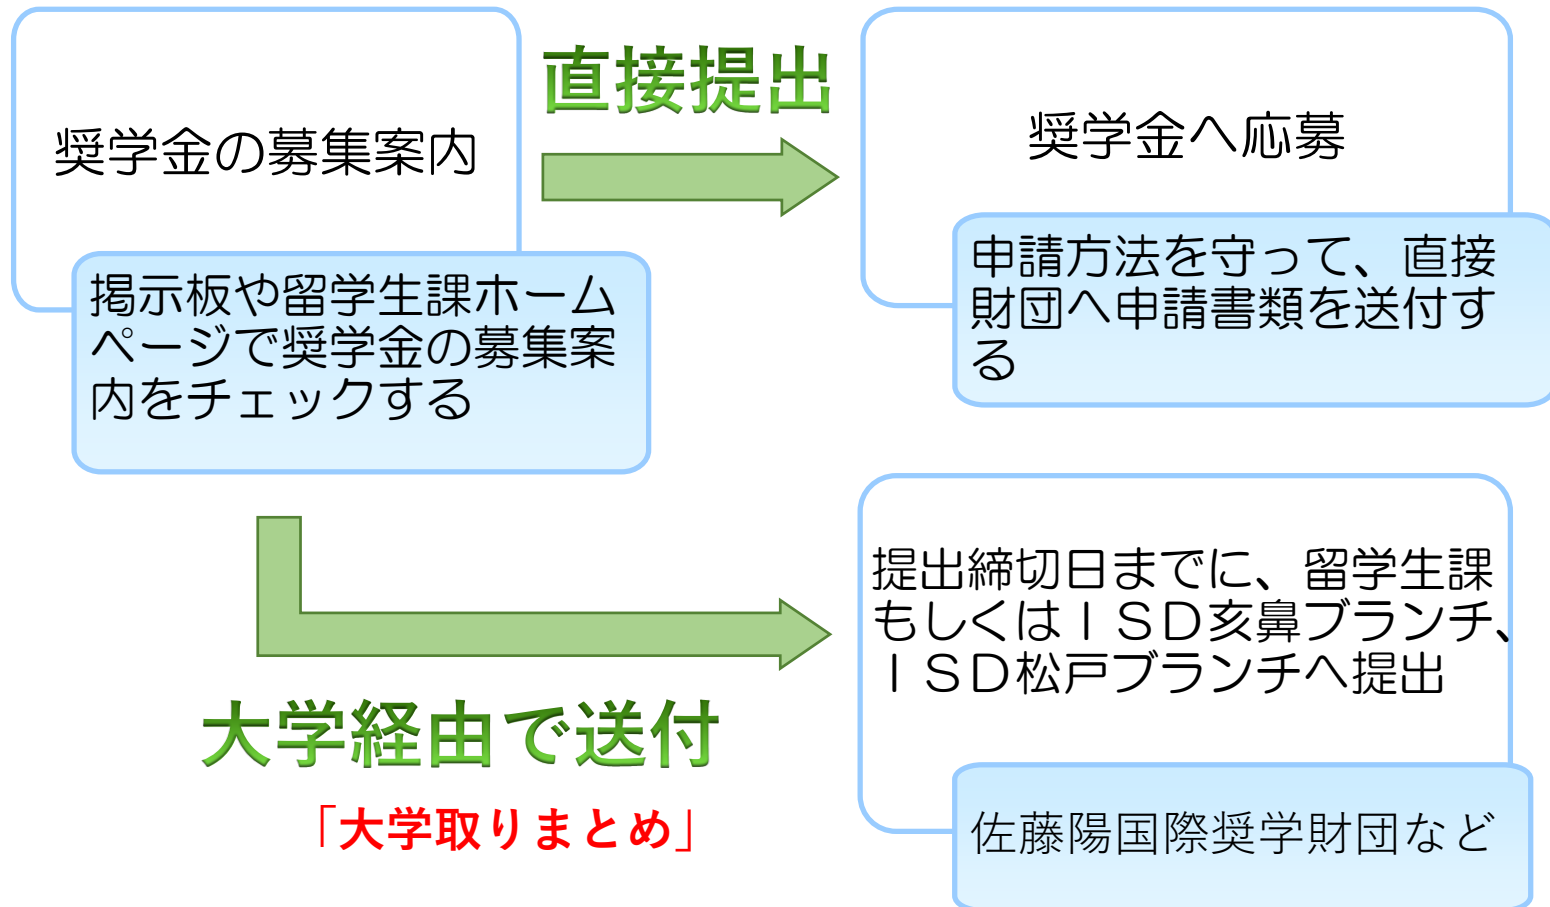 奨学金の募集案内
掲示板や留学生課ホーム
ページで奨学金の募集案
内をチェックする
直接提出
奨学金へ応募
申請方法を守って、直接
財団へ申請書類を送付す
る
大学経由で送付
「大学取りまとめ」
提出締切日までに、留学生課
もしくはＩＳＤ亥鼻ブランチ、
ＩＳＤ松戸ブランチへ提出
佐藤陽国際奨学財団など